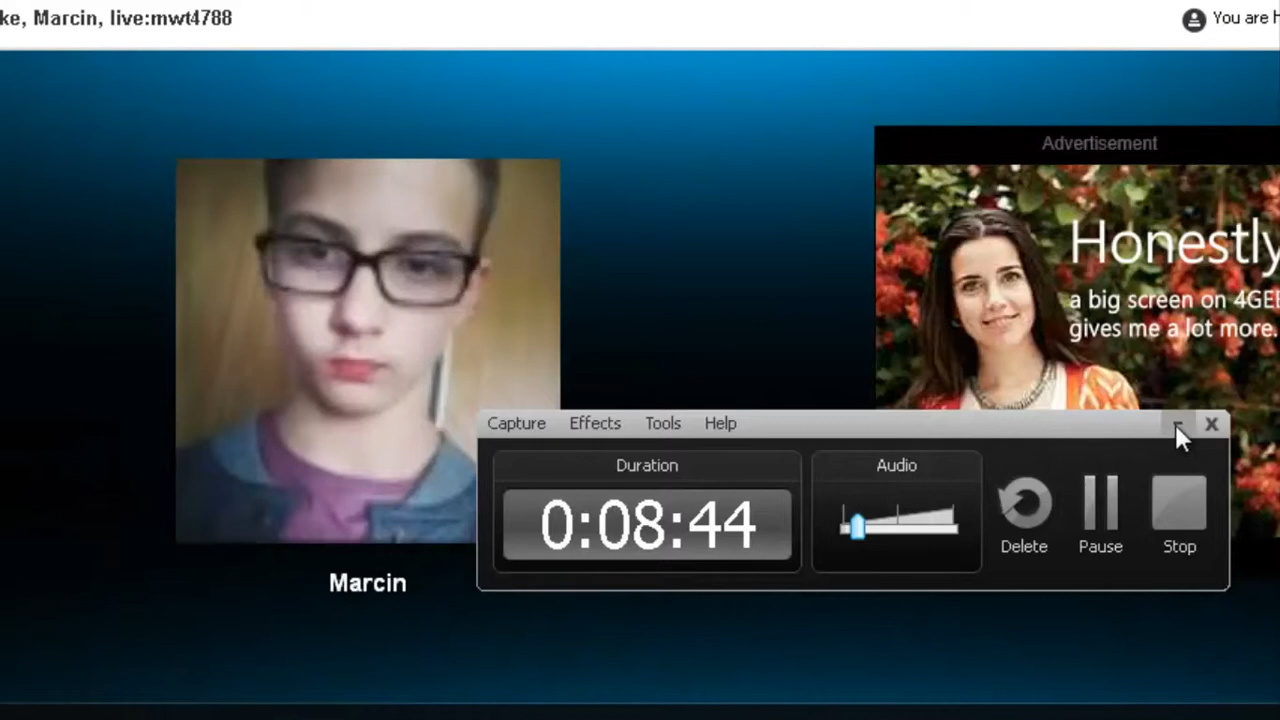 ke, Marcin, live:mwt4788
You are
Advertisement
Honestly
a big screen on
gives me a lot more.
Capture Effects Tools Help
Duration
Audio
0:08:44
Delete
Pause
Stop
Marcin